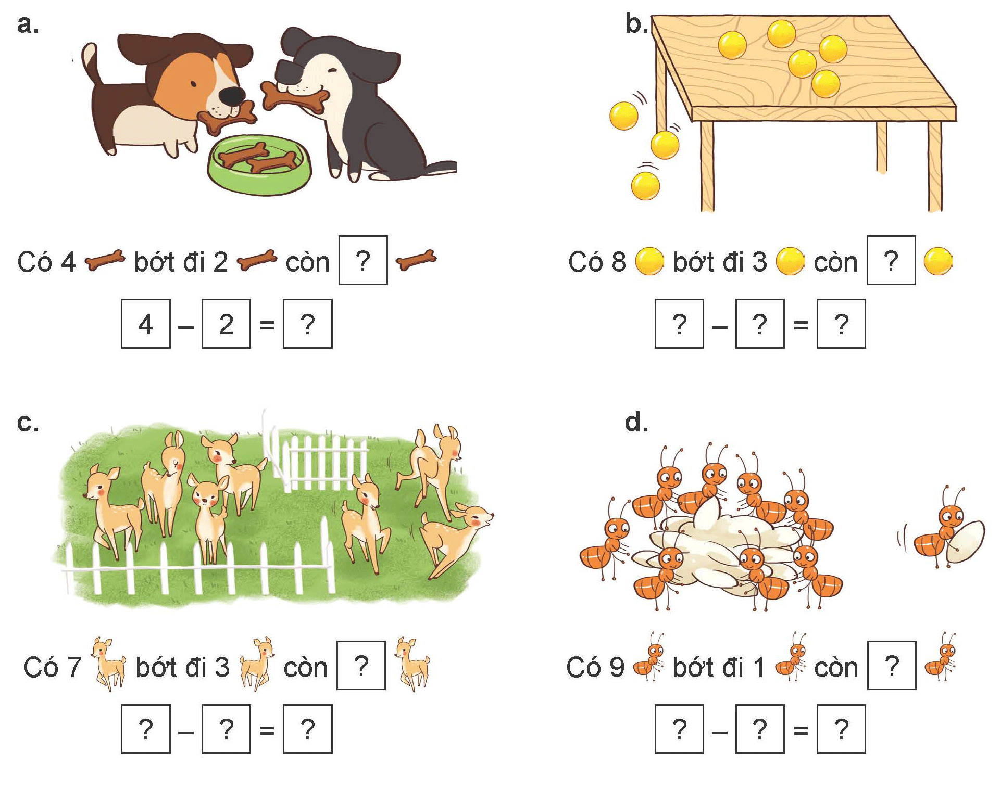 a.
Có 4 bớt đi 2 còn ?
4 – 2 = ?
b.
Có 8 bớt đi 3 còn ?
? – ? = ?
c.
Có 7 bớt đi 3 còn ?
? – ? = ?
d.
Có 9 bớt đi 1 còn ?
? – ? = ?